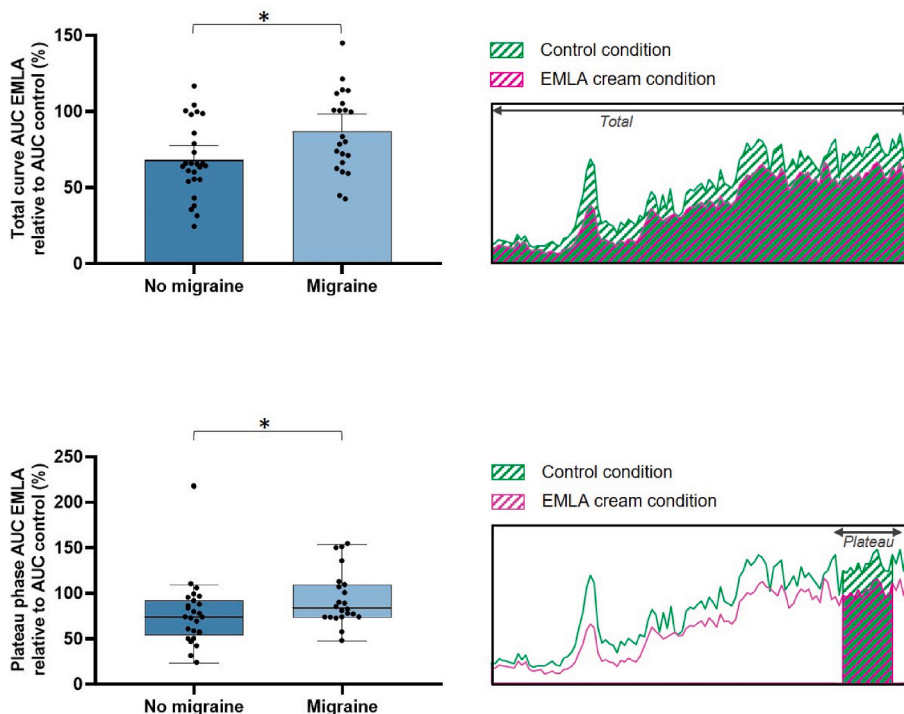 Total curve AUC EMLA
relative to AUC control (%)
150
100
50
0
*
No migraine
Migraine
Control condition
EMLA cream condition
Total
Plateau phase AUC EMLA
relative to AUC control (%)
250
200
150
100
50
0
*
No migraine
Migraine
Control condition
EMLA cream condition
Plateau